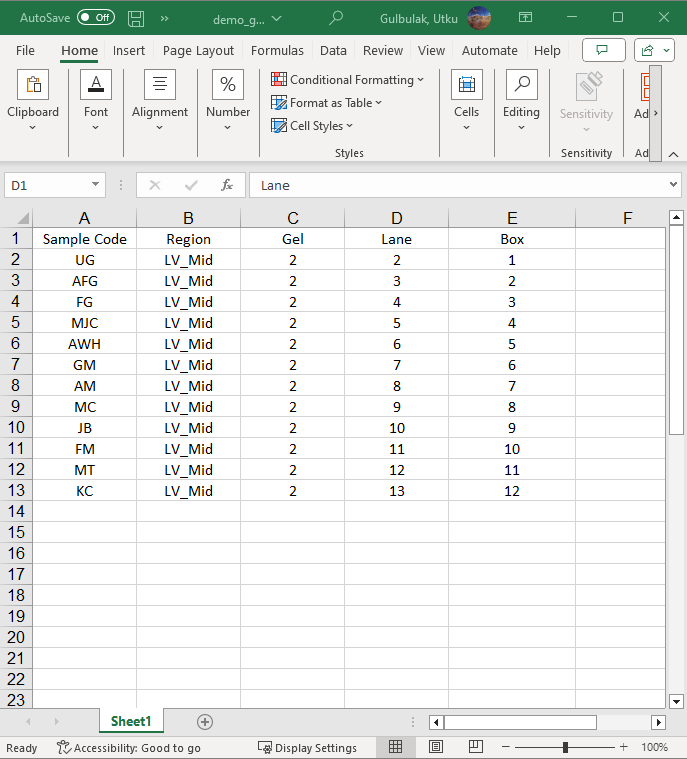 AutoSave Off demo_g... Gulbulak, Utku
File Home Insert Page Layout Formulas Data Review View Automate Help
Clipboard Font Alignment Number Conditional Formatting Cells Editing Sensitivity Ad
Format as Table
Cell Styles
Styles Sensitivity Ad
D1 fx Lane
A B C D E F
1 Sample Code Region Gel Lane Box
2 UG LV_Mid 2 2 1
3 AFG LV_Mid 2 3 2
4 FG LV_Mid 2 4 3
5 MJC LV_Mid 2 5 4
6 AWH LV_Mid 2 6 5
7 GM LV_Mid 2 7 6
8 AM LV_Mid 2 8 7
9 MC LV_Mid 2 9 8
10 JB LV_Mid 2 10 9
11 FM LV_Mid 2 11 10
12 MT LV_Mid 2 12 11
13 KC LV_Mid 2 13 12
14
15
16
17
18
19
20
21
22
23
Sheet1
Ready Accessibility: Good to go Display Settings 100%